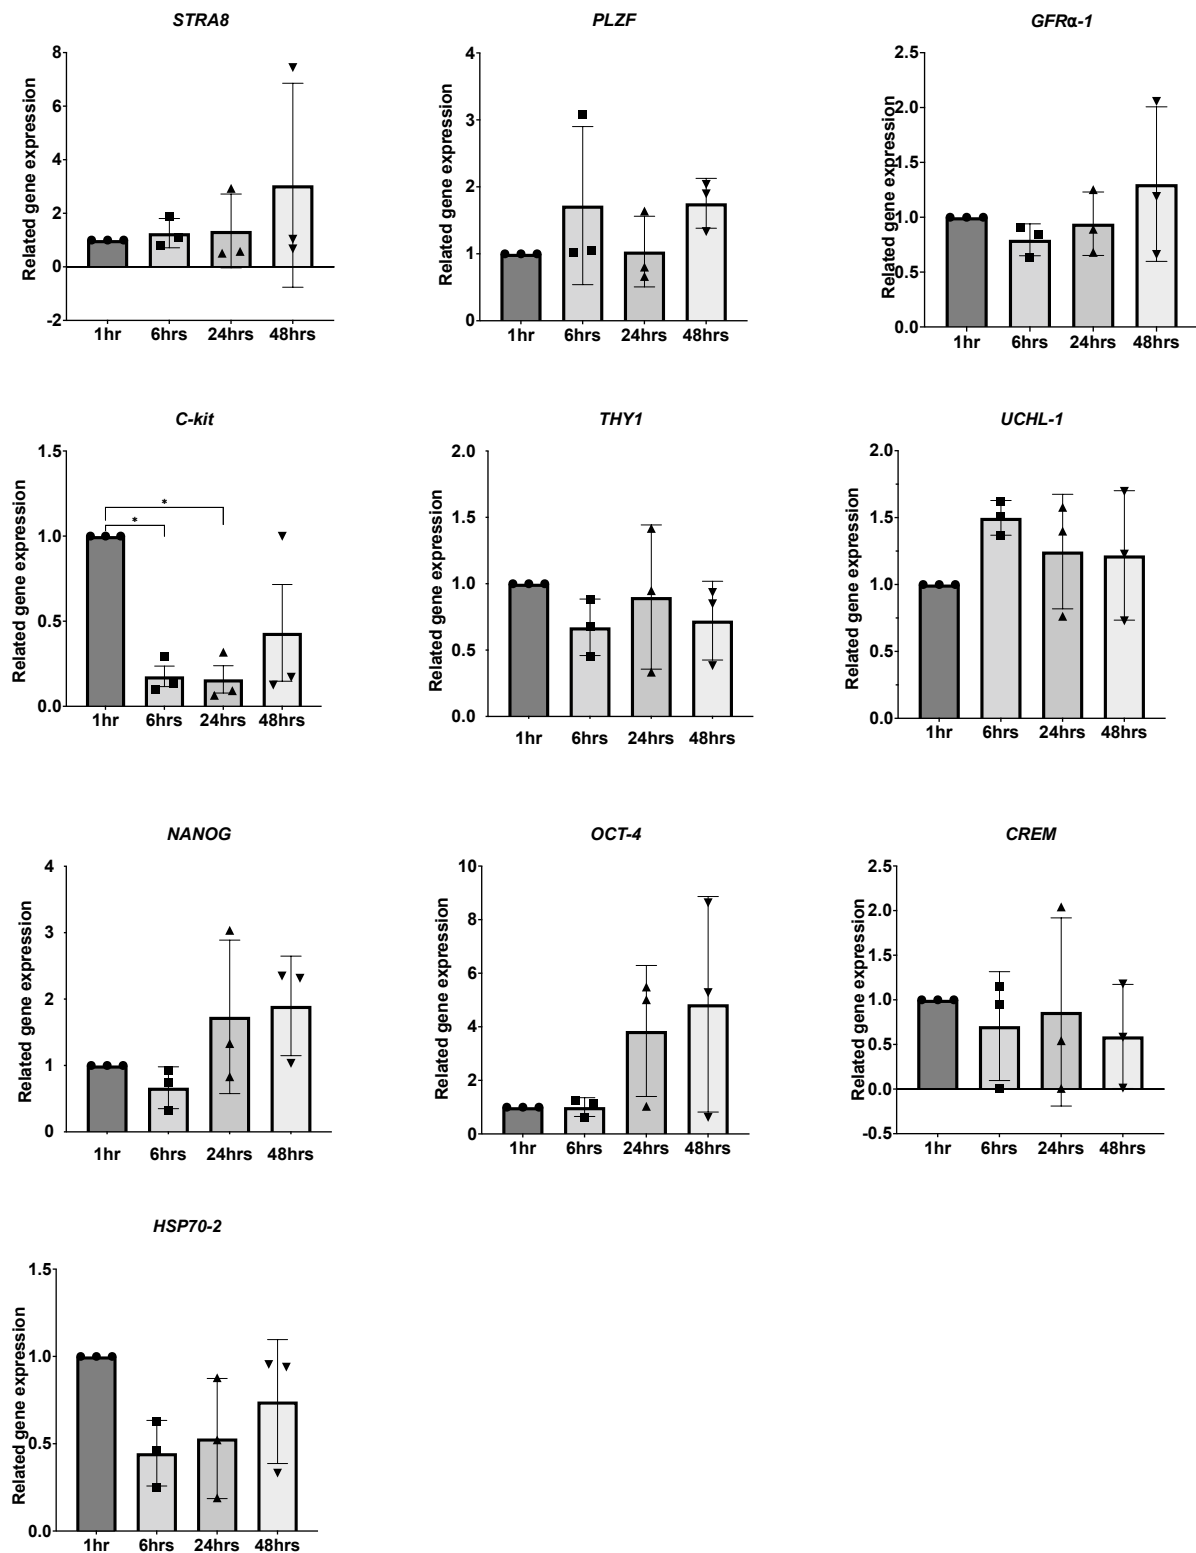 STRA8
Related gene expression
8
6
4
2
0
-2
1hr 6hrs 24hrs 48hrs
PLZF
Related gene expression
4
3
2
1
0
1hr 6hrs 24hrs 48hrs
GFRα-1
Related gene expression
2.5
2.0
1.5
1.0
0.5
0.0
1hr 6hrs 24hrs 48hrs
C-kit
Related gene expression
1.5
1.0
0.5
0.0
*
*
1hr 6hrs 24hrs 48hrs
THY1
Related gene expression
2.0
1.5
1.0
0.5
0.0
1hr 6hrs 24hrs 48hrs
UCHL-1
Related gene expression
2.0
1.5
1.0
0.5
0.0
1hr 6hrs 24hrs 48hrs
NANOG
Related gene expression
4
3
2
1
0
1hr 6hrs 24hrs 48hrs
OCT-4
Related gene expression
10
8
6
4
2
0
1hr 6hrs 24hrs 48hrs
CREM
Related gene expression
2.5
2.0
1.5
1.0
0.5
0.0
-0.5
1hr 6hrs 24hrs 48hrs
HSP70-2
Related gene expression
1.5
1.0
0.5
0.0
1hr 6hrs 24hrs 48hrs